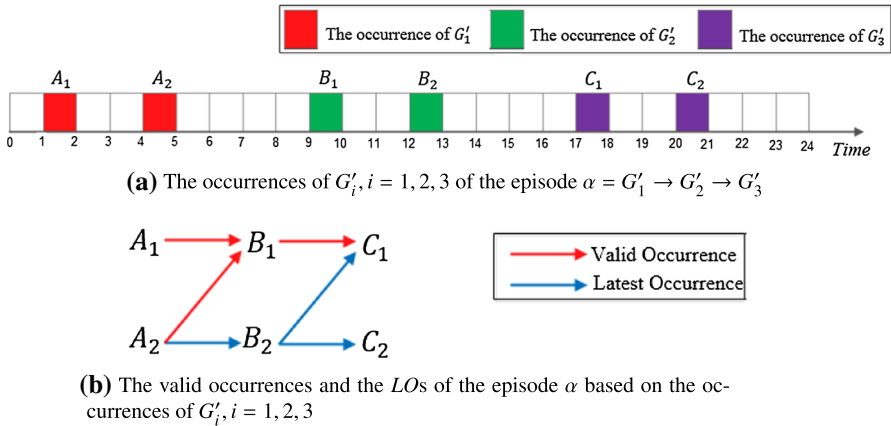 The occurrence of G′₁ The occurrence of G′₂ The occurrence of G′₃
A₁ A₂ B₁ B₂ C₁ C₂
0 1 2 3 4 5 6 7 8 9 10 11 12 13 14 15 16 17 18 19 20 21 22 23 24 Time
(a) The occurrences of G′ᵢ, i = 1, 2, 3 of the episode α = G′₁ → G′₂ → G′₃
A₁ B₁ C₁
Valid Occurrence
Latest Occurrence
A₂ B₂ C₂
(b) The valid occurrences and the LOs of the episode α based on the oc-
currences of G′ᵢ, i = 1, 2, 3